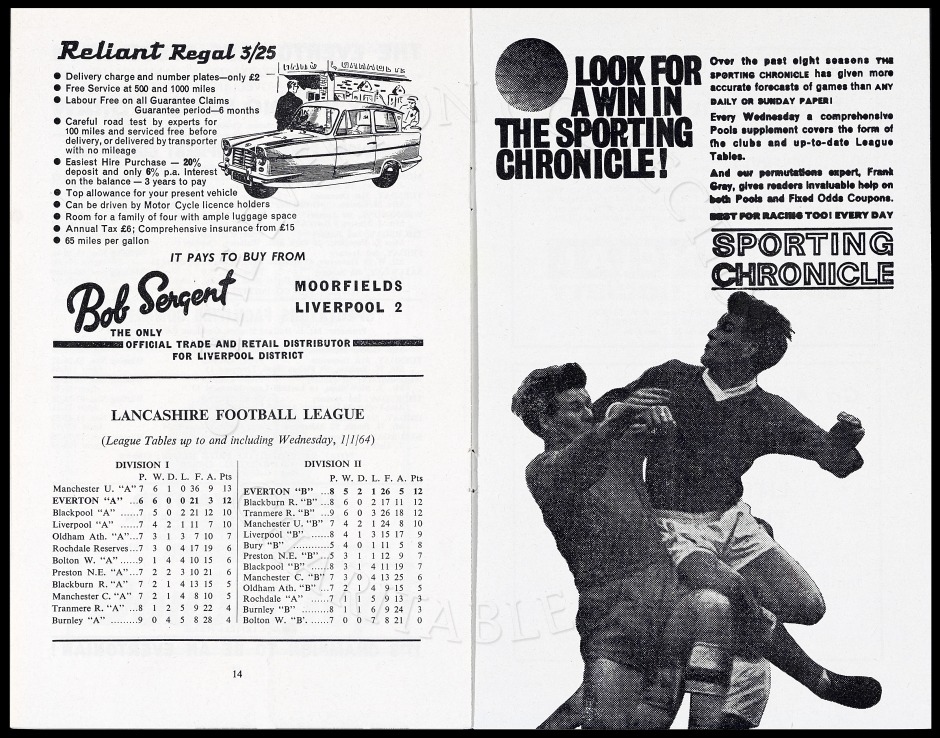 Reliant Regal 3/25
● Delivery charge and number plates—only £2
● Free Service at 500 and 1000 miles
● Labour Free on all Guarantee Claims
Guarantee period—6 months
● Careful road test by experts for
100 miles and serviced free before
delivery, or delivered by transporter
with no mileage
● Easiest Hire Purchase — 20%
deposit and only 6% p.a. Interest
on the balance — 3 years to pay
● Top allowance for your present vehicle
● Can be driven by Motor Cycle licence holders
● Room for a family of four with ample luggage space
● Annual Tax £6; Comprehensive insurance from £15
● 65 miles per gallon
IT PAYS TO BUY FROM
Bob Sergent
MOORFIELDS
LIVERPOOL 2
THE ONLY
OFFICIAL TRADE AND RETAIL DISTRIBUTOR
FOR LIVERPOOL DISTRICT
LANCASHIRE FOOTBALL LEAGUE
(League Tables up to and including Wednesday, 1/1/64)
DIVISION I
P. W. D. L. F. A. Pts
Manchester U. "A" 7 6 1 0 36 9 13
EVERTON "A" ...6 6 0 0 21 3 12
Blackpool "A" ......7 5 0 2 21 12 10
Liverpool "A" ......7 4 2 1 11 7 10
Oldham Ath. "A"...7 3 1 3 7 10 7
Rochdale Reserves...7 3 0 4 17 19 6
Bolton W. "A" ...9 1 4 4 10 15 6
Preston N.E. "A"...7 2 2 3 10 21 6
Blackburn R. "A" 7 2 1 4 13 15 5
Manchester C. "A" 7 2 1 4 8 10 5
Tranmere R. "A" ...8 1 2 5 9 22 4
Burnley "A" .........9 0 4 5 8 28 4
DIVISION II
P. W. D. L. F. A. Pts
EVERTON "B" ...8 5 2 1 26 5 12
Blackburn R. "B" ...8 6 0 2 17 11 12
Tranmere R. "B" ...9 6 0 3 26 18 12
Manchester U. "B" 7 4 2 1 24 8 10
Liverpool "B" ......8 4 1 3 15 17 9
Bury "B" ............5 4 0 1 11 5 8
Preston N.E. "B"...5 3 1 1 12 9 7
Blackpool "B" ......8 3 1 4 11 19 7
Manchester C. "B" 7 3 0 4 13 25 6
Oldham Ath. "B" ...7 2 1 4 9 15 5
Rochdale "A" ......7 1 1 5 9 13 3
Burnley "B" .........8 1 1 6 9 24 3
Bolton W. "B'. ......7 0 0 7 8 21 0
14
LOOK FOR
A WIN IN
THE SPORTING
CHRONICLE!
Over the past eight seasons THE
SPORTING CHRONICLE has given more
accurate forecasts of games than ANY
DAILY OR SUNDAY PAPER!
Every Wednesday a comprehensive
Pools supplement covers the form of
the clubs and up-to-date League
Tables.
And our permutations expert, Frank
Gray, gives readers invaluable help on
both Pools and Fixed Odds Coupons.
BEST FOR RACING TOO! EVERY DAY
SPORTING
CHRONICLE